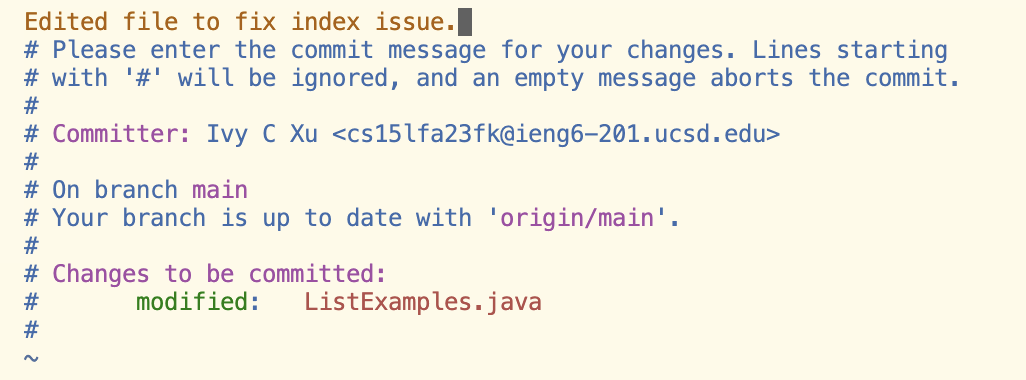 Edited file to fix index issue.
# Please enter the commit message for your changes. Lines starting
# with '#' will be ignored, and an empty message aborts the commit.
#
# Committer: Ivy C Xu <cs15lfa23fk@ieng6-201.ucsd.edu>
#
# On branch main
# Your branch is up to date with 'origin/main'.
#
# Changes to be committed:
#       modified:   ListExamples.java
#
~